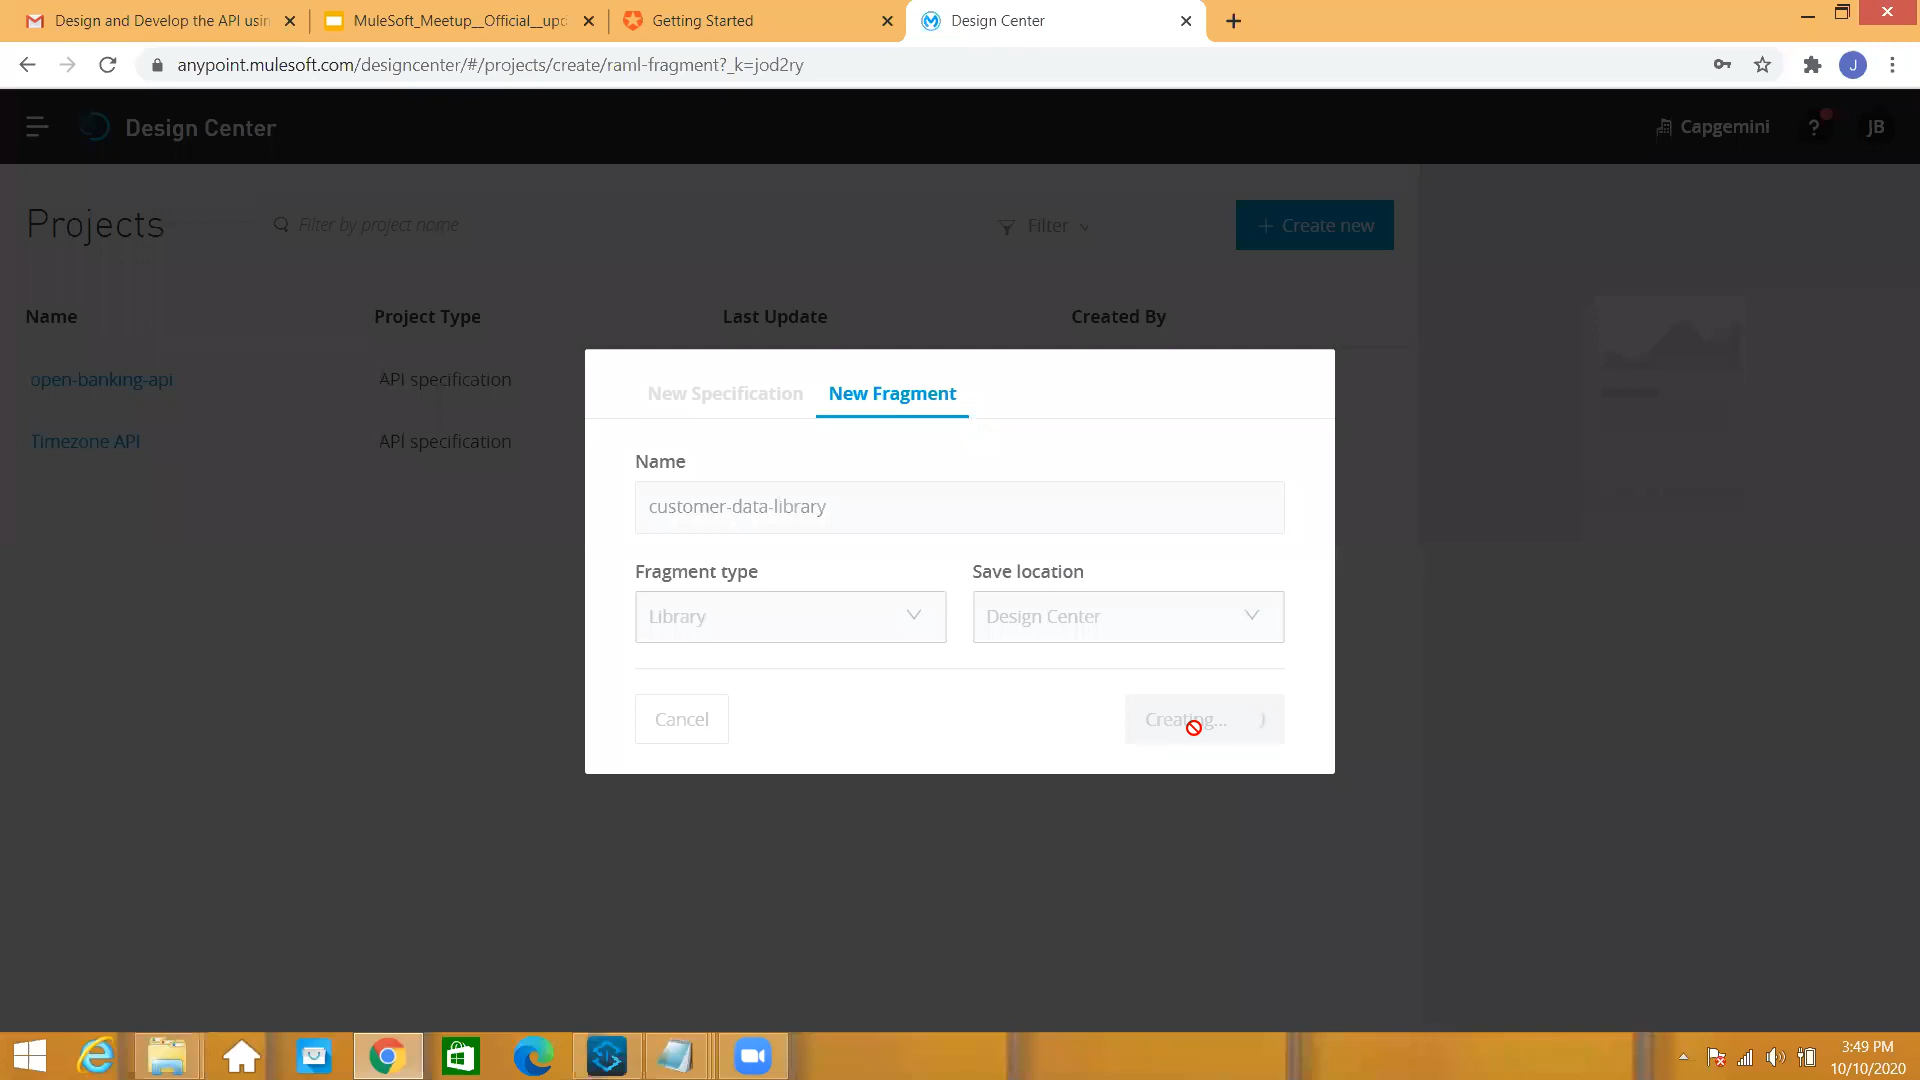 Design and Develop the API usin
MuleSoft_Meetup__Official__upd
Getting Started
Design Center
anypoint.mulesoft.com/designcenter/#/projects/create/raml-fragment?_k=jod2ry
J
Design Center
Capgemini
?
JB
Projects
Filter by project name
Filter
+ Create new
Name
Project Type
Last Update
Created By
open-banking-api
API specification
Timezone API
API specification
New Specification
New Fragment
Name
customer-data-library
Fragment type
Save location
Library
Design Center
Cancel
Creating...
3:49 PM
10/10/2020